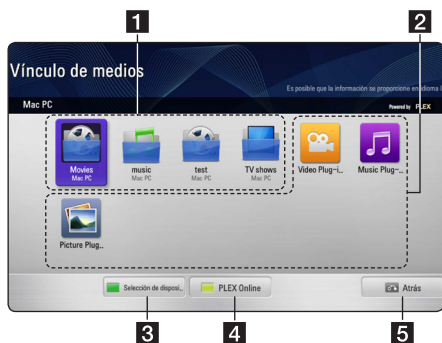 1
2
Vínculo de medios
Es posible que la información se proporcione en idioma I
Mac PC
Powered by PLEX
Movies
Mac PC
music
Mac PC
test
Mac PC
TV shows
Mac PC
Video Plug-i..
Music Plug-..
Picture Plug..
Selección de disposi..
PLEX Online
Atrás
3
4
5